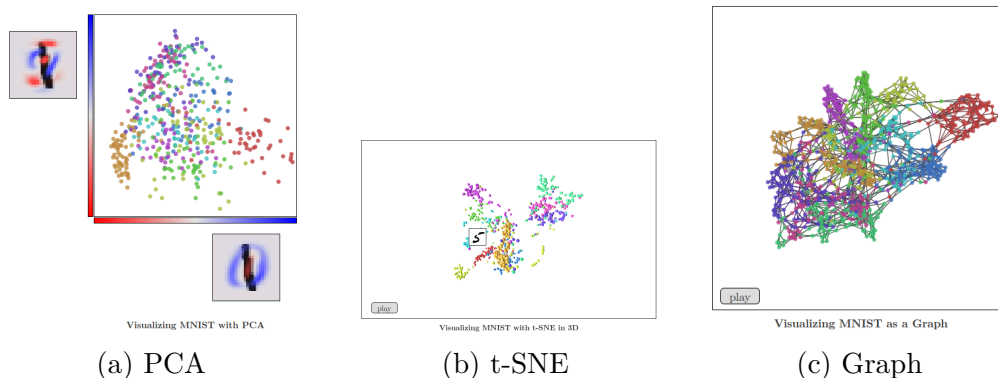 5
play
play
Visualizing MNIST with PCA
Visualizing MNIST with t-SNE in 3D
Visualizing MNIST as a Graph
(a) PCA
(b) t-SNE
(c) Graph